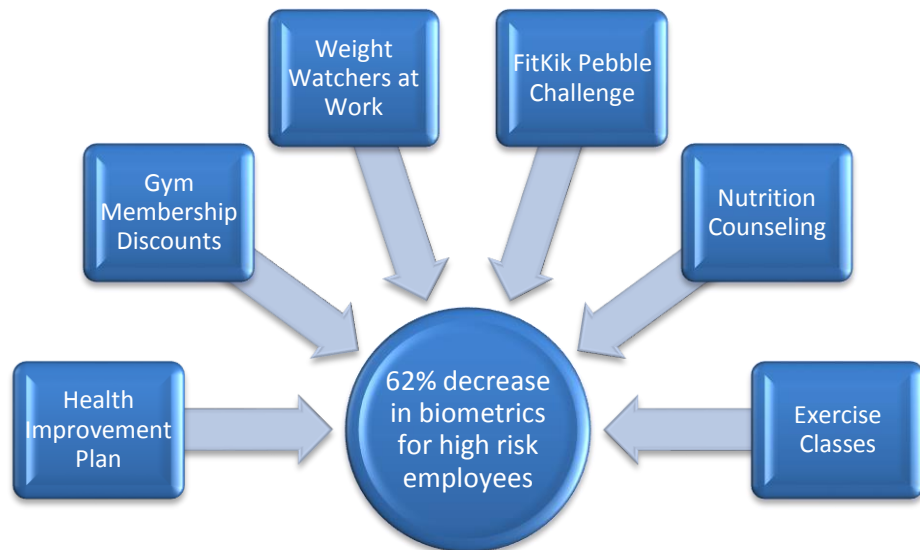 Weight
Watchers at
Work
FitKik Pebble
Challenge
Gym
Membership
Discounts
Nutrition
Counseling
Health
Improvement
Plan
62% decrease
in biometrics
for high risk
employees
Exercise
Classes